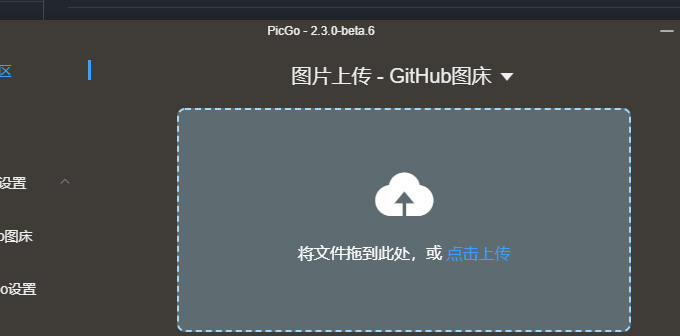 PicGo - 2.3.0-beta.6
区
图片上传 - GitHub图床
设置
图床
o设置
将文件拖到此处，或 点击上传